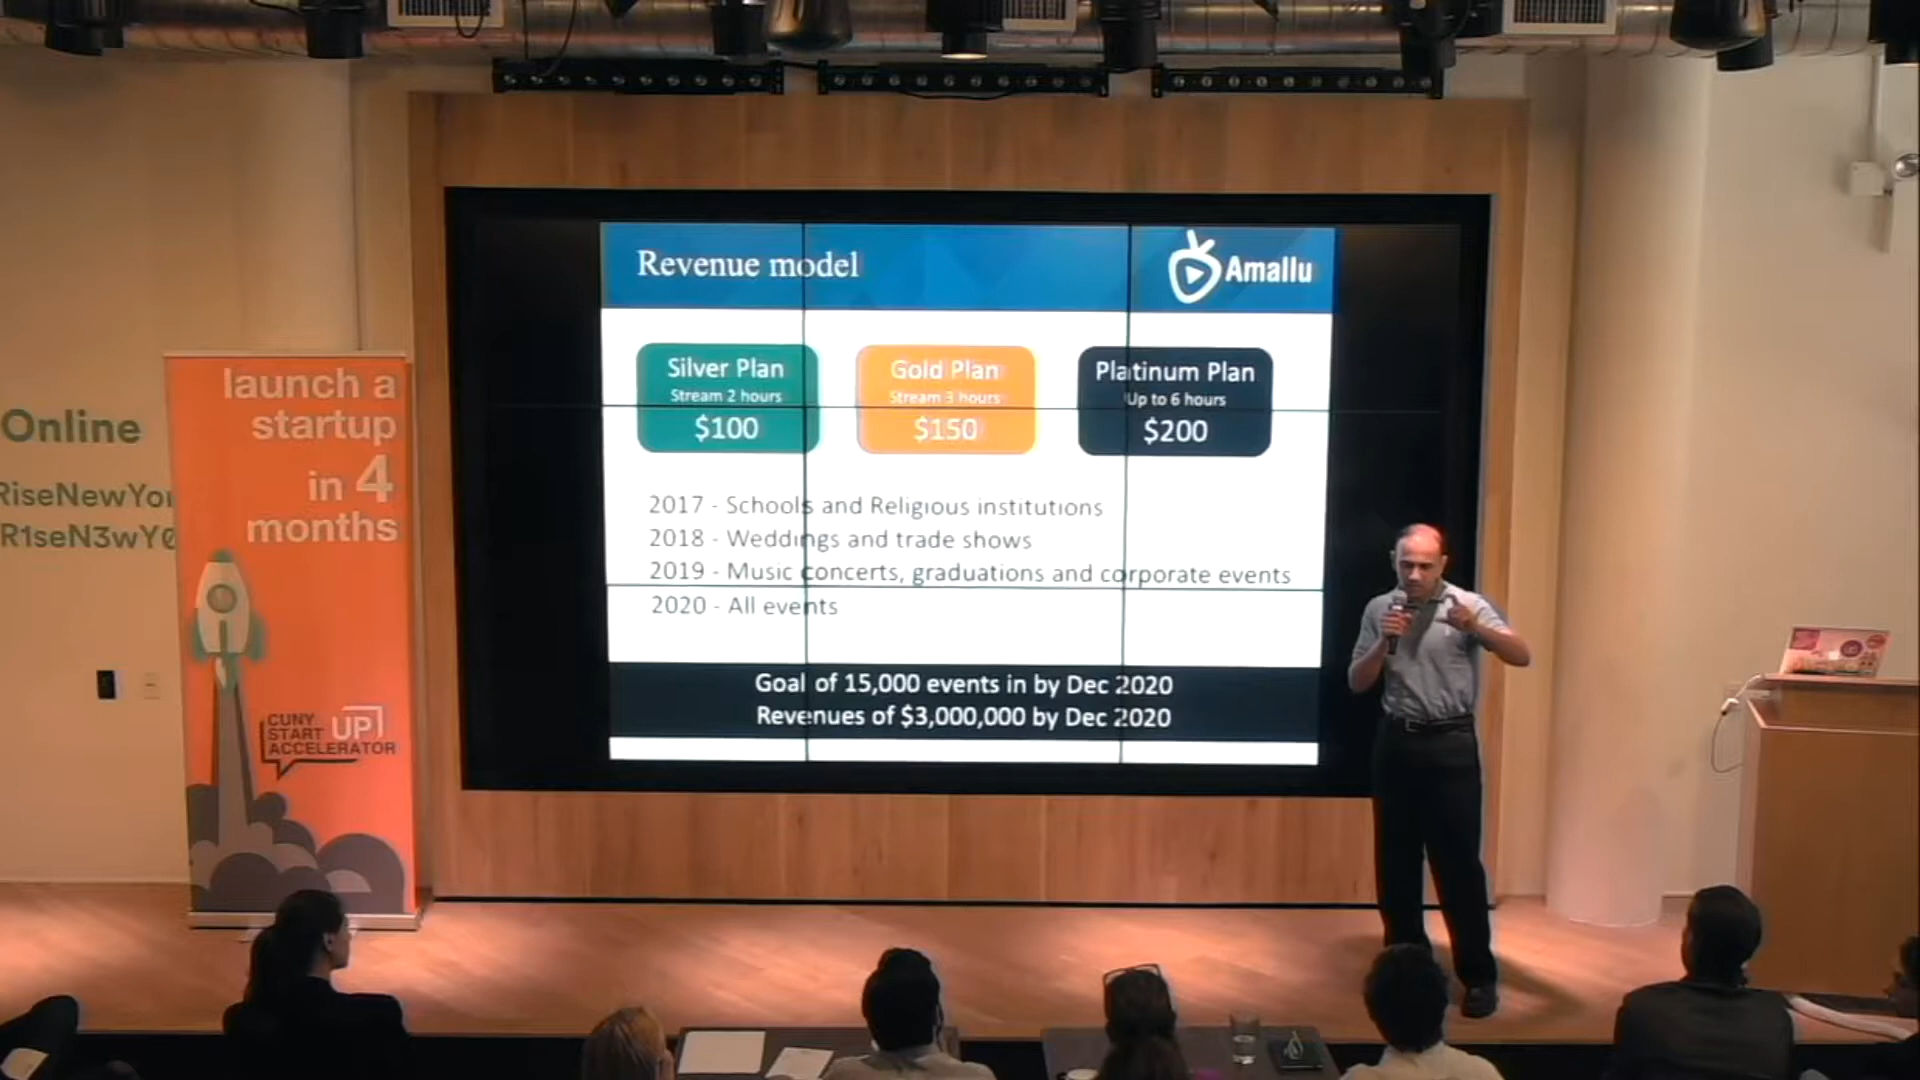 Online
RiseNewYor
R1seN3wY0
launch a
startup
in 4
months
CUNY
START UP
ACCELERATOR
Revenue model
Amallu
Silver Plan
Stream 2 hours
$100
Gold Plan
Stream 3 hours
$150
Platinum Plan
Up to 6 hours
$200
2017 - Schools and Religious institutions
2018 - Weddings and trade shows
2019 - Music concerts, graduations and corporate events
2020 - All events
Goal of 15,000 events in by Dec 2020
Revenues of $3,000,000 by Dec 2020